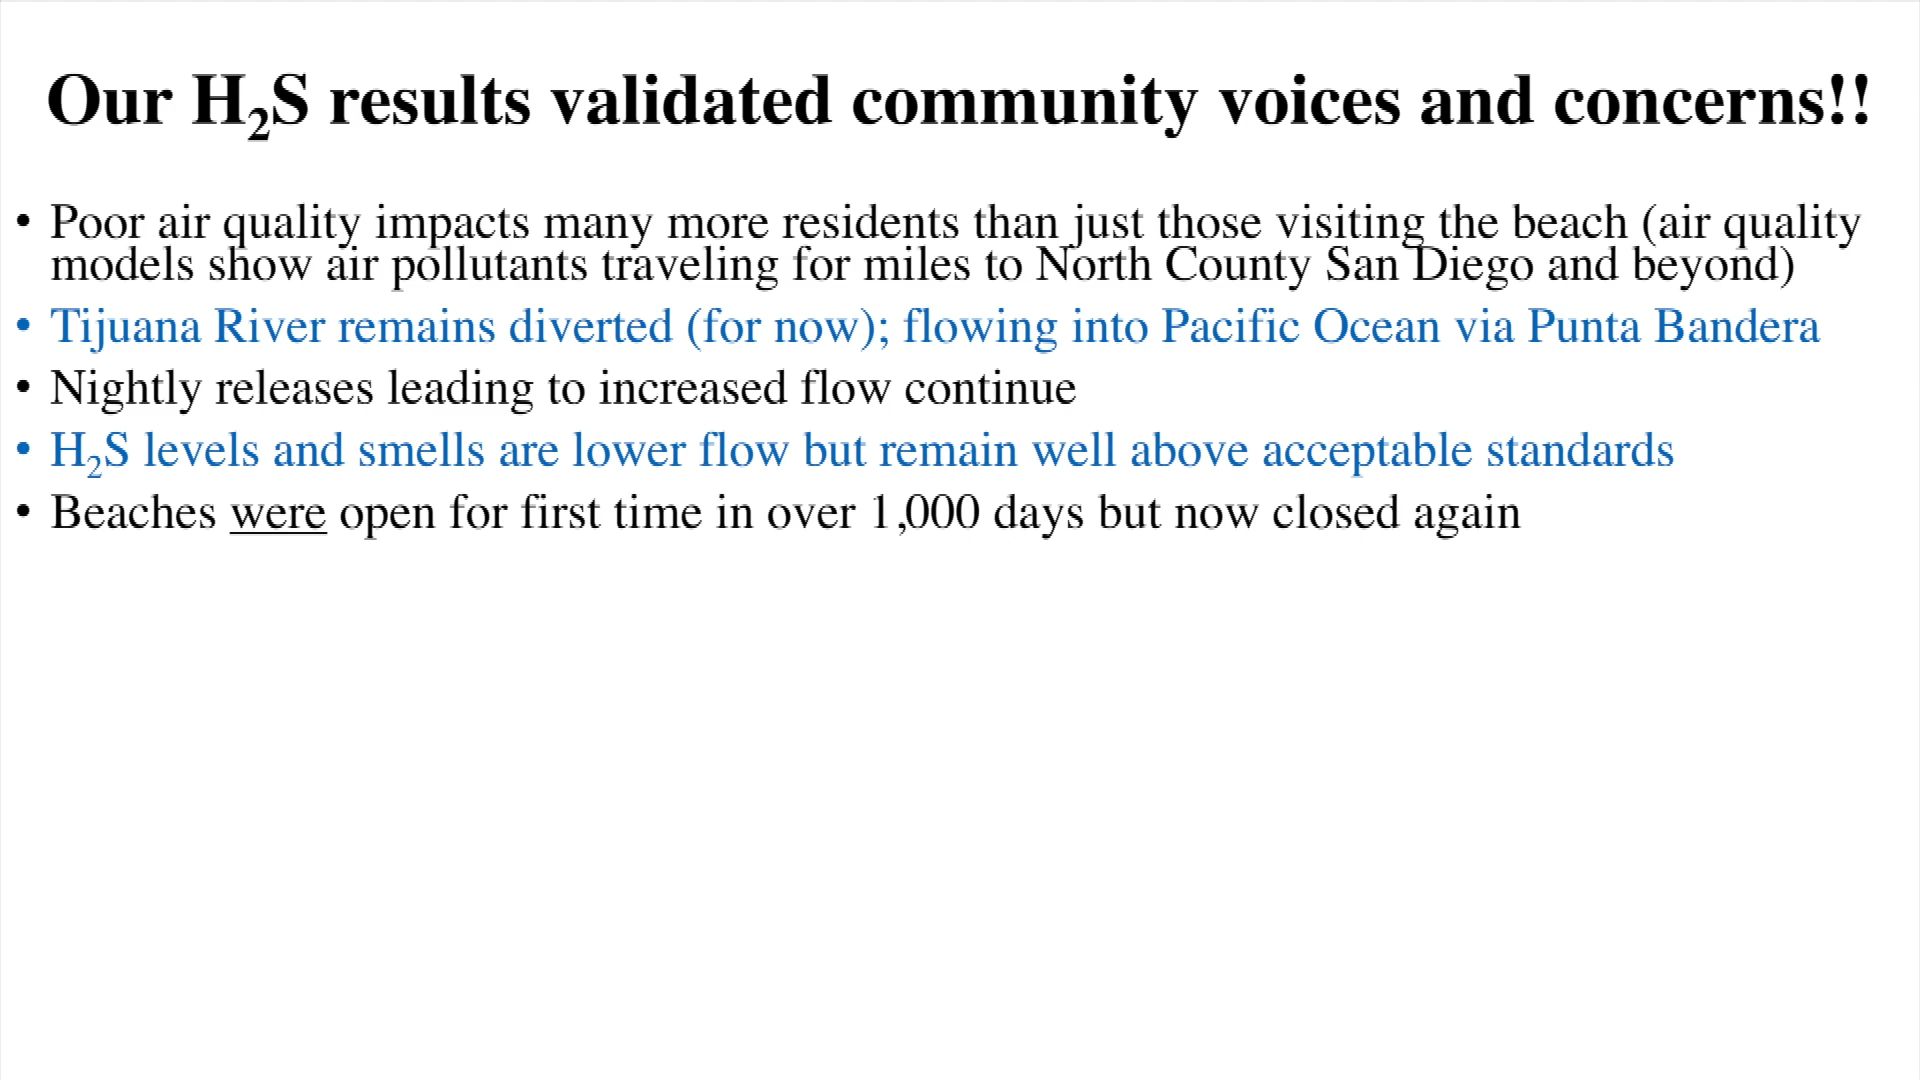 Our H₂S results validated community voices and concerns!!
• Poor air quality impacts many more residents than just those visiting the beach (air quality
models show air pollutants traveling for miles to North County San Diego and beyond)
• Tijuana River remains diverted (for now); flowing into Pacific Ocean via Punta Bandera
• Nightly releases leading to increased flow continue
• H₂S levels and smells are lower flow but remain well above acceptable standards
• Beaches were open for first time in over 1,000 days but now closed again